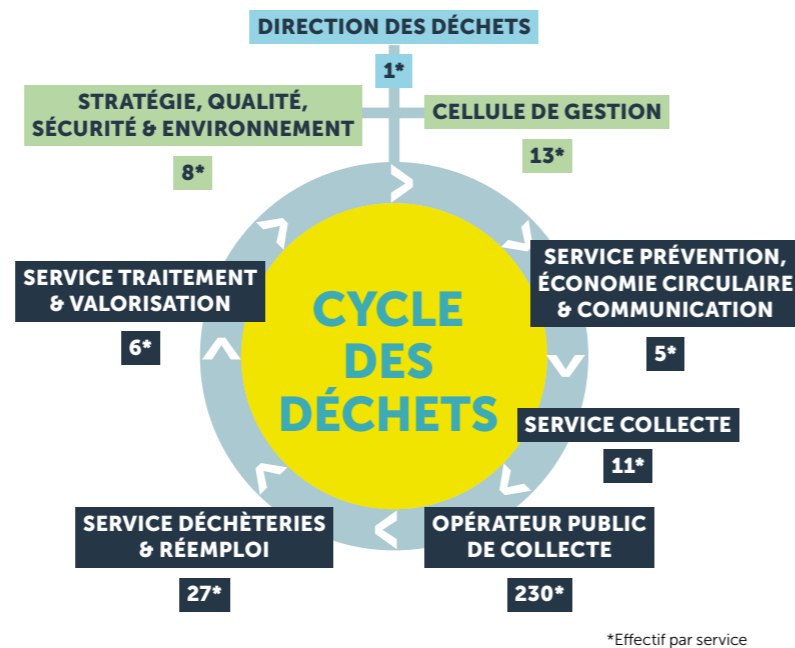 DIRECTION DES DÉCHETS
1*
STRATÉGIE, QUALITÉ,
SÉCURITÉ & ENVIRONNEMENT
8*
CELLULE DE GESTION
13*
SERVICE PRÉVENTION,
ÉCONOMIE CIRCULAIRE
& COMMUNICATION
5*
SERVICE COLLECTE
11*
OPÉRATEUR PUBLIC
DE COLLECTE
230*
SERVICE DÉCHÈTERIES
& RÉEMPLOI
27*
SERVICE TRAITEMENT
& VALORISATION
6*
CYCLE
DES
DÉCHETS
*Effectif par service